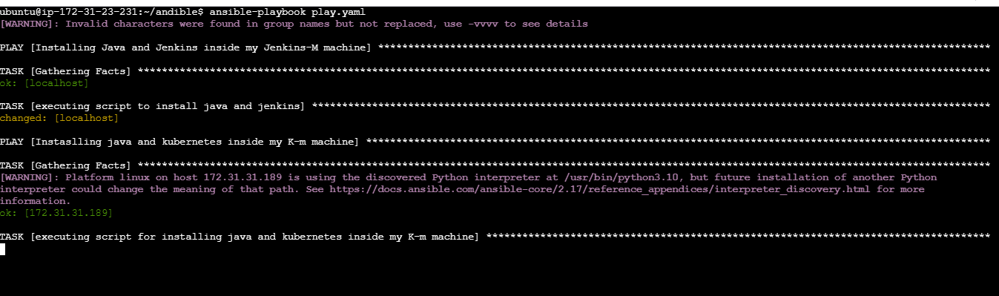 ubuntu@ip-172-31-23-231:~/andible$ ansible-playbook play.yaml
[WARNING]: Invalid characters were found in group names but not replaced, use -vvvv to see details
PLAY [Installing Java and Jenkins inside my Jenkins-M machine] ******************************************************************************************************
TASK [Gathering Facts] **********************************************************************************************************************************************
ok: [localhost]
TASK [executing script to install java and jenkins] *****************************************************************************************************************
changed: [localhost]
PLAY [Instaslling java and kubernetes inside my K-m machine] ********************************************************************************************************
TASK [Gathering Facts] **********************************************************************************************************************************************
[WARNING]: Platform linux on host 172.31.31.189 is using the discovered Python interpreter at /usr/bin/python3.10, but future installation of another Python
interpreter could change the meaning of that path. See https://docs.ansible.com/ansible-core/2.17/reference_appendices/interpreter_discovery.html for more
information.
ok: [172.31.31.189]
TASK [executing script for installing java and kubernetes inside my K-m machine] ************************************************************************************